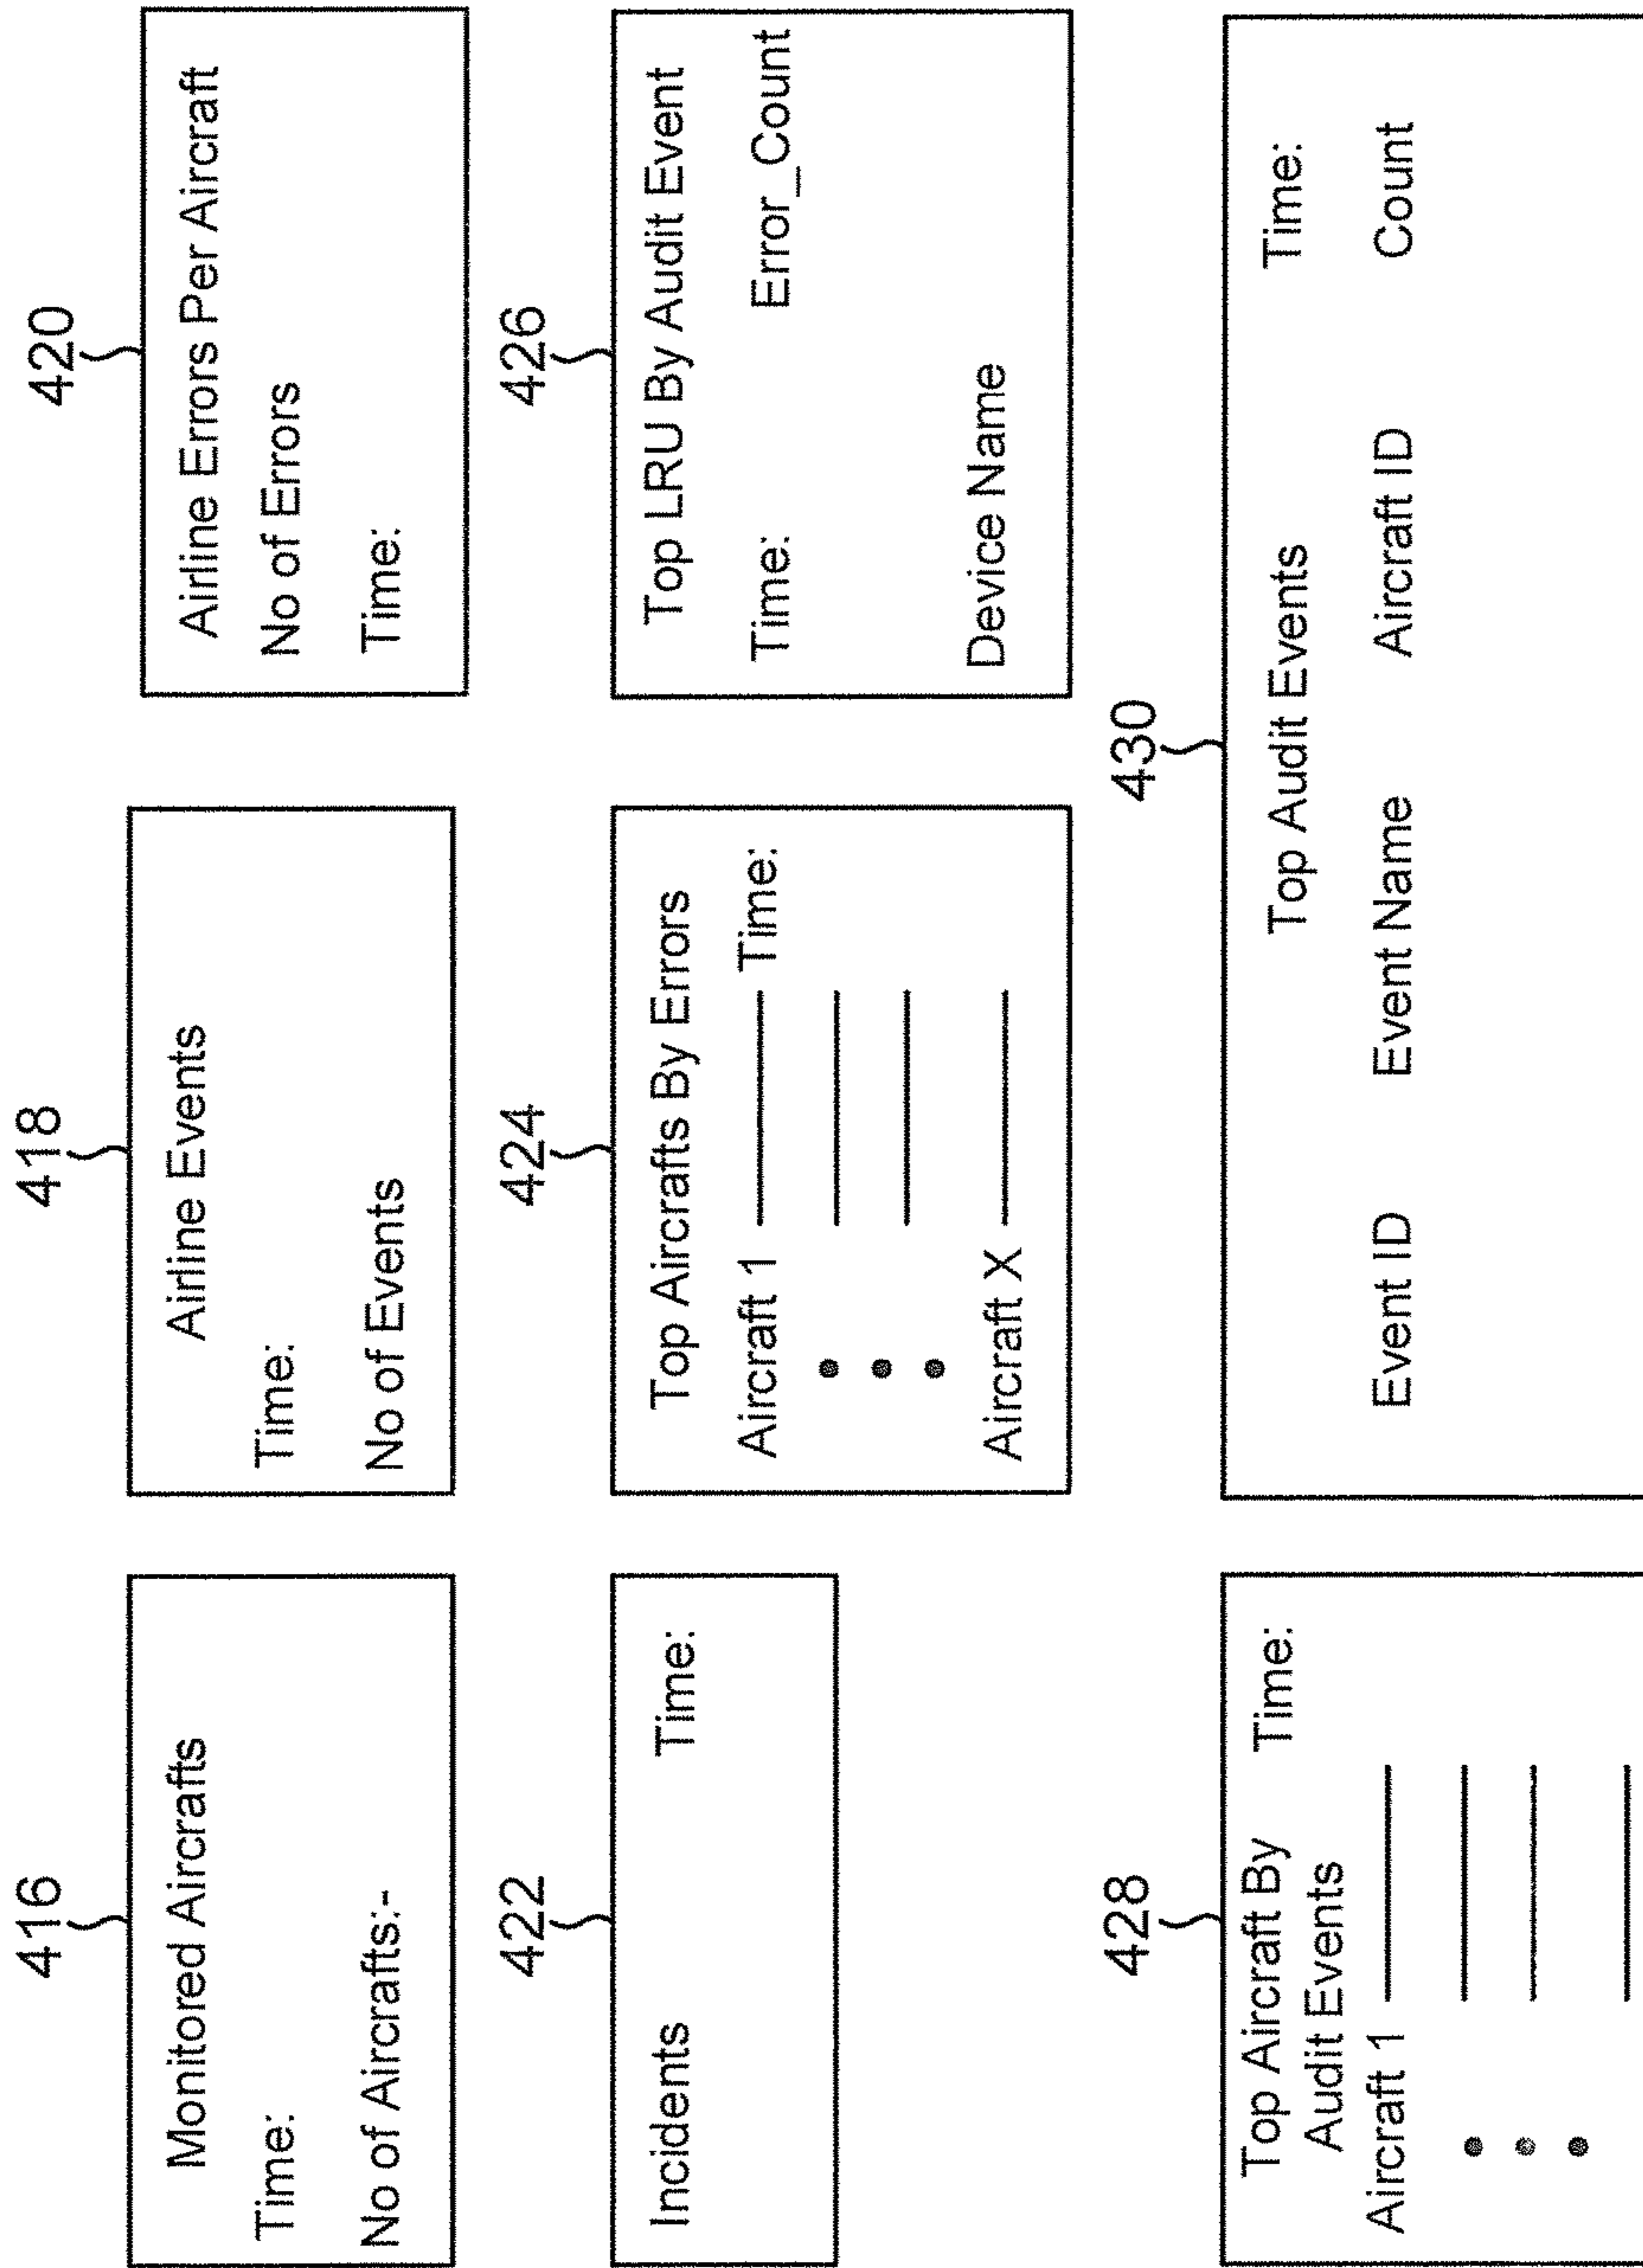 416
Monitored Aircrafts
Time:
No of Aircrafts:-
418
Airline Events
Time:
No of Events
420
Airline Errors Per Aircraft
No of Errors
Time:
422
Incidents Time:
424
Top Aircrafts By Errors
Aircraft 1 Time:
Aircraft X
426
Top LRU By Audit Event
Time: Error_Count
Device Name
428
Top Aircraft By Time:
Audit Events
Aircraft 1
430
Top Audit Events Time:
Event ID Event Name Aircraft ID Count